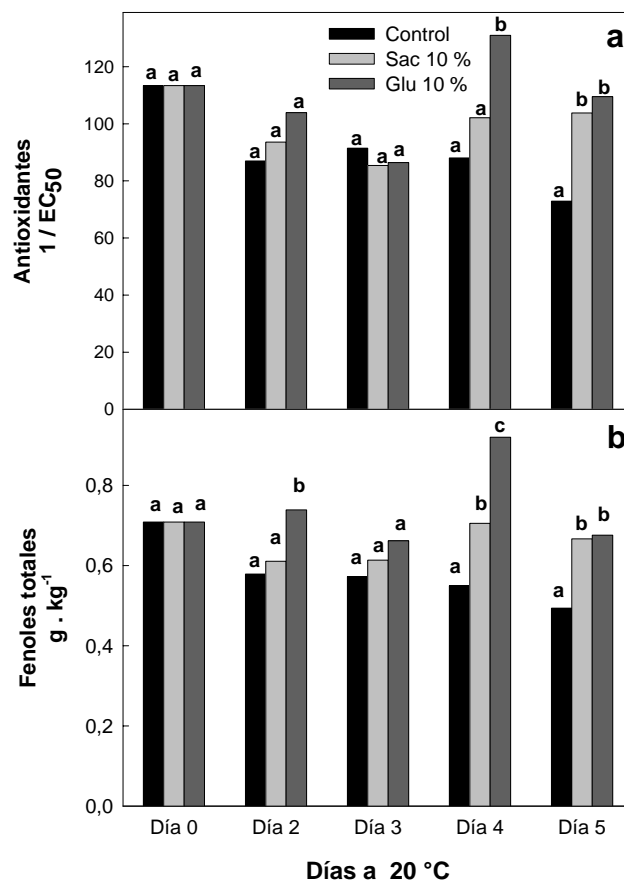 Control
Sac 10 %
Glu 10 %
a
b
a a a
a a a
a a a
a a b
a b b
120
100
80
60
40
20
0
Antioxidantes
1 / EC50
b
a a a
a a b
a a a
a b c
a b b
0,8
0,6
0,4
0,2
0,0
Fenoles totales
g . kg-1
Día 0 Día 2 Día 3 Día 4 Día 5
Días a 20 °C